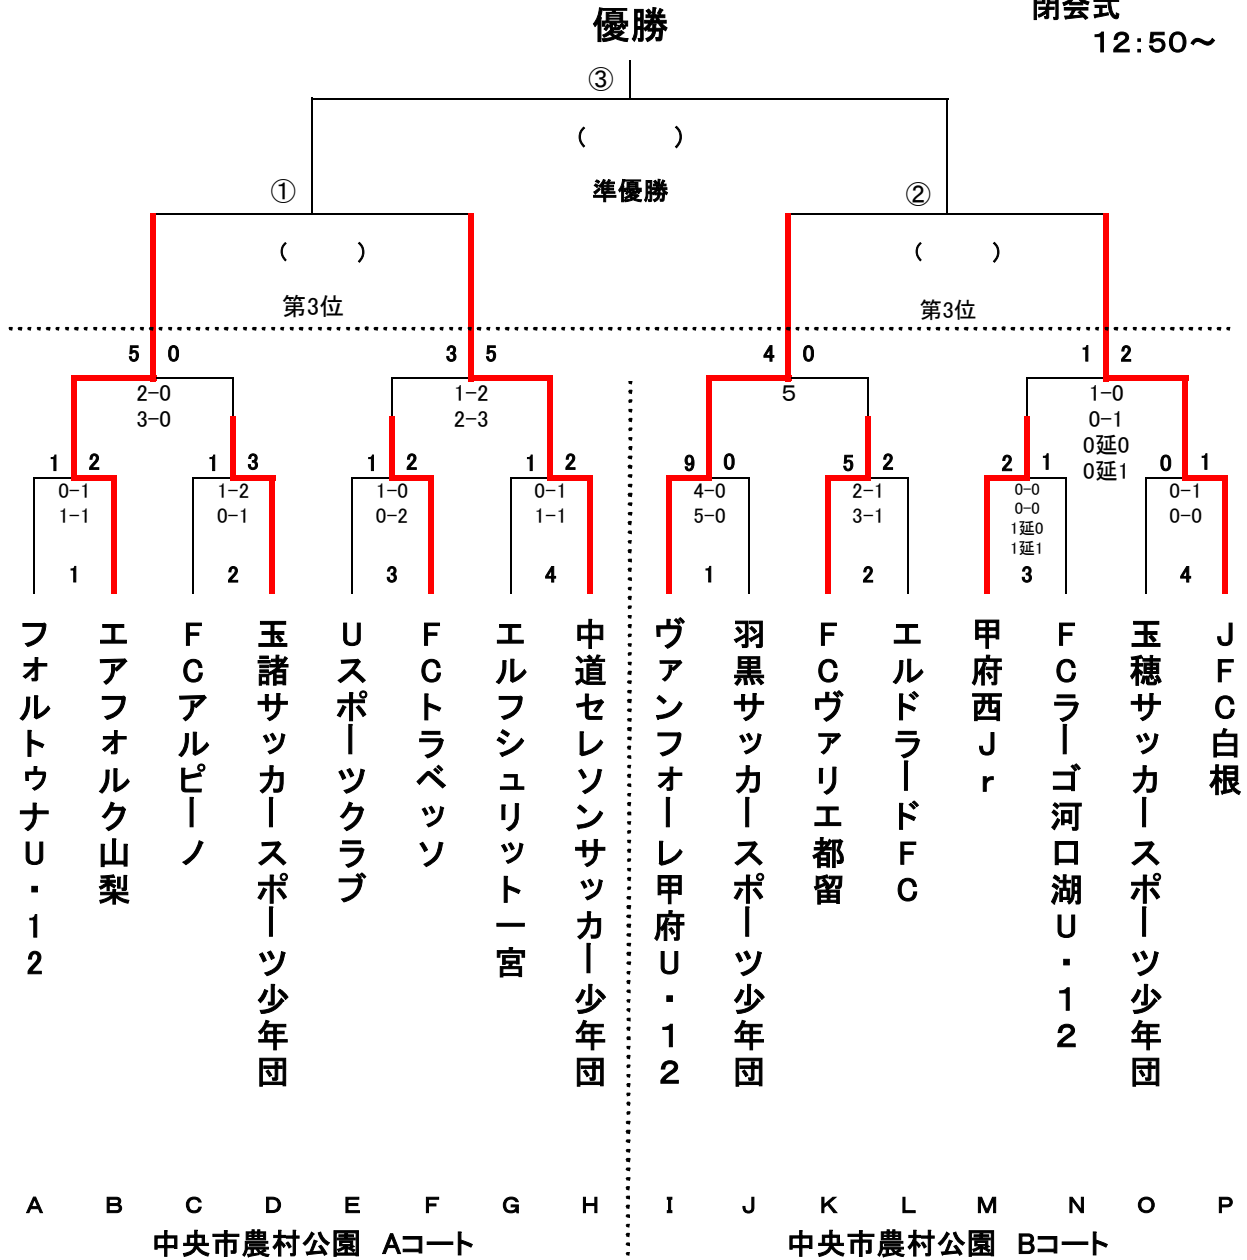 閉会式
12:50～
優勝
③
(　　　)
準優勝
①
②
(　　　)
(　　　)
第3位
第3位
5 0
3 5
4 0
1 2
2-0
3-0
1-2
2-3
5
1-0
0-1
0延0
0延1
1 2
1 3
1 2
1 2
9 0
5 2
2 1
0 1
0-1
1-1
1-2
0-1
1-0
0-2
0-1
1-1
4-0
5-0
2-1
3-1
0-0
0-0
1延0
1延1
0-1
0-0
1
2
3
4
1
2
3
4
フォルトゥナU・12
エアフォルク山梨
FCアルピーノ
玉諸サッカースポーツ少年団
Uスポーツクラブ
FCトラベッソ
エルフシュリット一宮
中道セレソンサッカー少年団
ヴァンフォーレ甲府U・12
羽黒サッカースポーツ少年団
FCヴァリエ都留
エルドラードFC
甲府西Jr
FCラーゴ河口湖U・12
玉穂サッカースポーツ少年団
JFC白根
A B C D E F G H I J K L M N O P
中央市農村公園　Aコート
中央市農村公園　Bコート